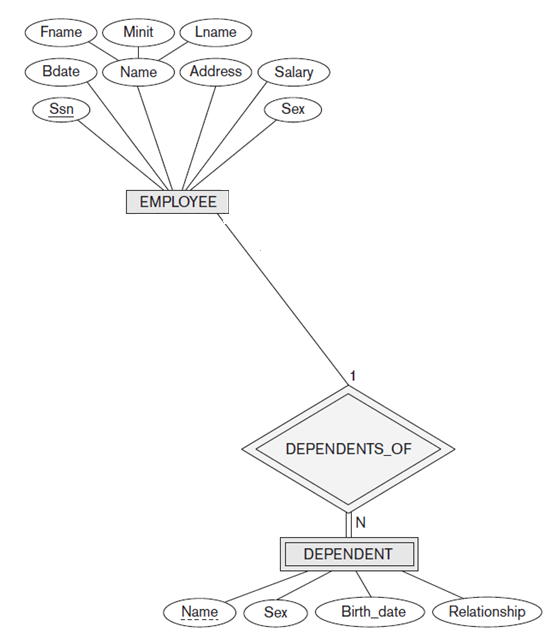 Fname
Minit
Lname
Bdate
Name
Address
Salary
Ssn
Sex
EMPLOYEE
1
DEPENDENTS_OF
N
DEPENDENT
Name
Sex
Birth_date
Relationship